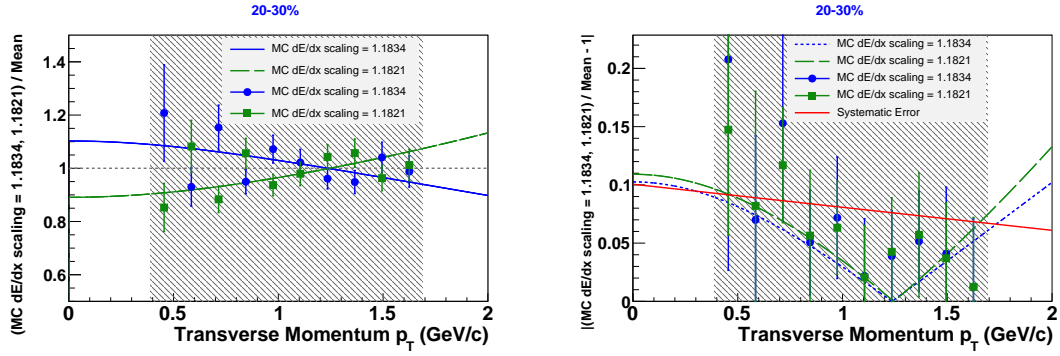 20-30%
(MC dE/dx scaling = 1.1834, 1.1821) / Mean
1.4
1.2
1
0.8
0.6
MC dE/dx scaling = 1.1834
MC dE/dx scaling = 1.1821
MC dE/dx scaling = 1.1834
MC dE/dx scaling = 1.1821
0 0.5 1 1.5 2
Transverse Momentum p_T (GeV/c)
20-30%
|(MC dE/dx scaling = 1.1834, 1.1821) / Mean - 1|
0.2
0.15
0.1
0.05
0
MC dE/dx scaling = 1.1834
MC dE/dx scaling = 1.1821
MC dE/dx scaling = 1.1834
MC dE/dx scaling = 1.1821
Systematic Error
0 0.5 1 1.5 2
Transverse Momentum p_T (GeV/c)